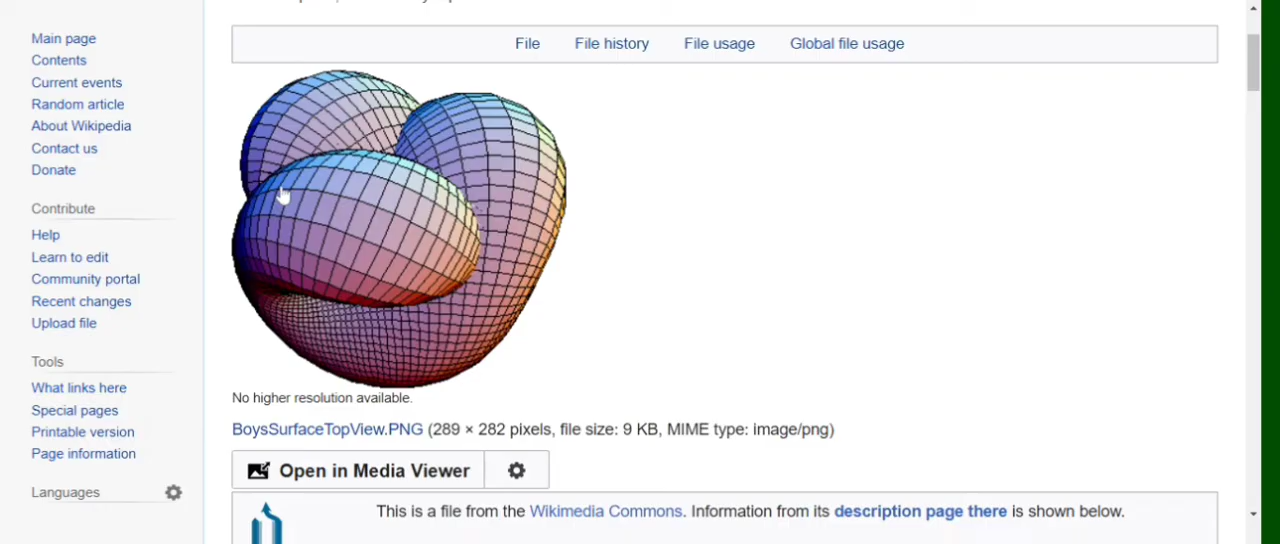 Main page
Contents
Current events
Random article
About Wikipedia
Contact us
Donate
Contribute
Help
Learn to edit
Community portal
Recent changes
Upload file
Tools
What links here
Special pages
Printable version
Page information
Languages
File File history File usage Global file usage
No higher resolution available.
BoysSurfaceTopView.PNG (289 × 282 pixels, file size: 9 KB, MIME type: image/png)
Open in Media Viewer
This is a file from the Wikimedia Commons. Information from its description page there is shown below.